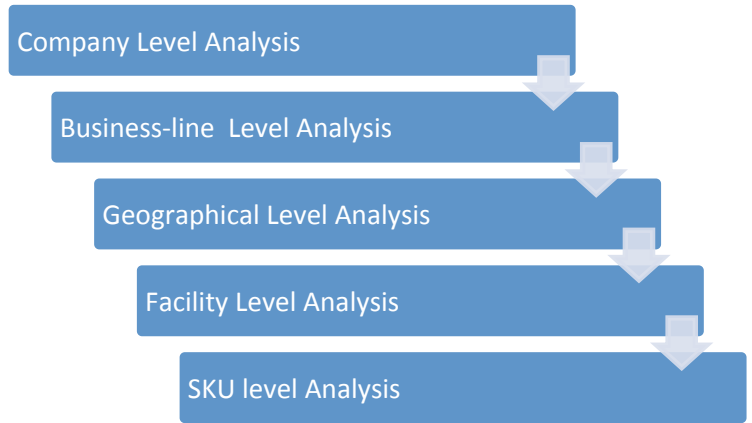 Company Level Analysis
Business-line  Level Analysis
Geographical Level Analysis
Facility Level Analysis
SKU level Analysis